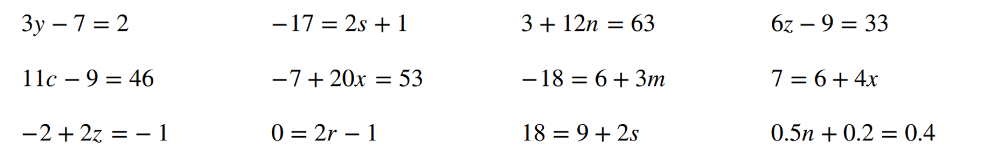 3y − 7 = 2 −17 = 2s + 1 3 + 12n = 63 6z − 9 = 33
11c − 9 = 46 −7 + 20x = 53 −18 = 6 + 3m 7 = 6 + 4x
−2 + 2z = − 1 0 = 2r − 1 18 = 9 + 2s 0.5n + 0.2 = 0.4